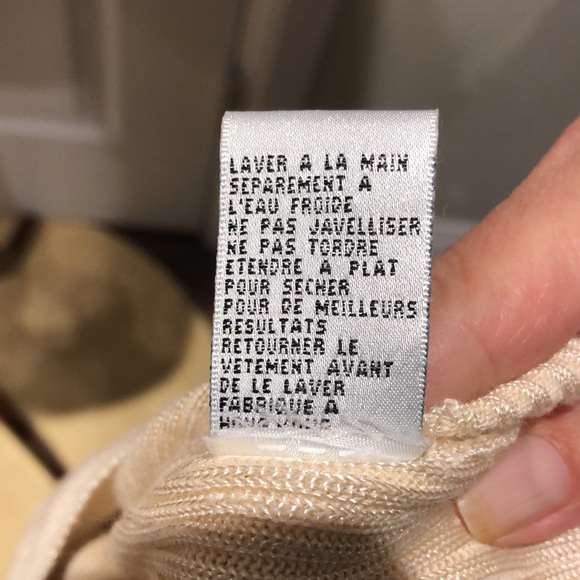 LAVER A LA MAIN
SEPAREMENT A
L'EAU FROIDE
NE PAS JAVELLISER
NE PAS TORDRE
ETENDRE A PLAT
POUR SECHER
POUR DE MEILLEURS
RESULTATS
RETOURNER LE
VETEMENT AVANT
DE LE LAVER
FABRIQUE A